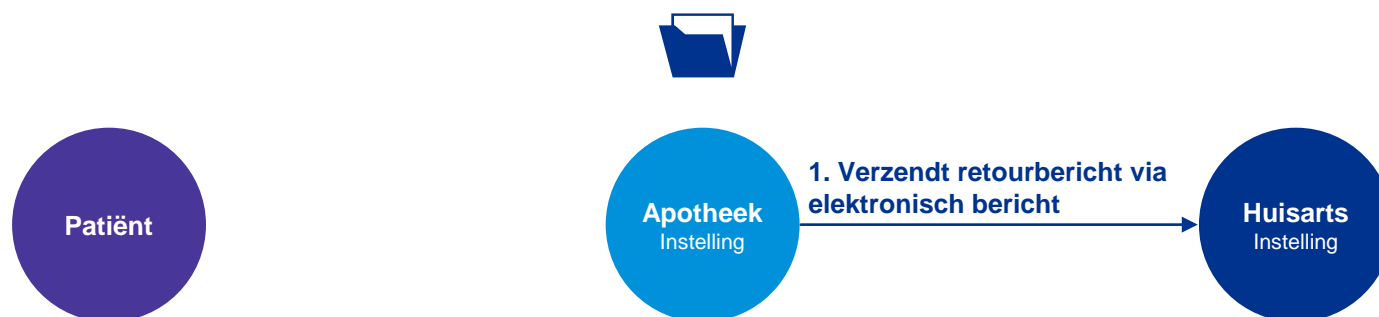 Patiënt
Apotheek
Instelling
1. Verzendt retourbericht via
elektronisch bericht
Huisarts
Instelling